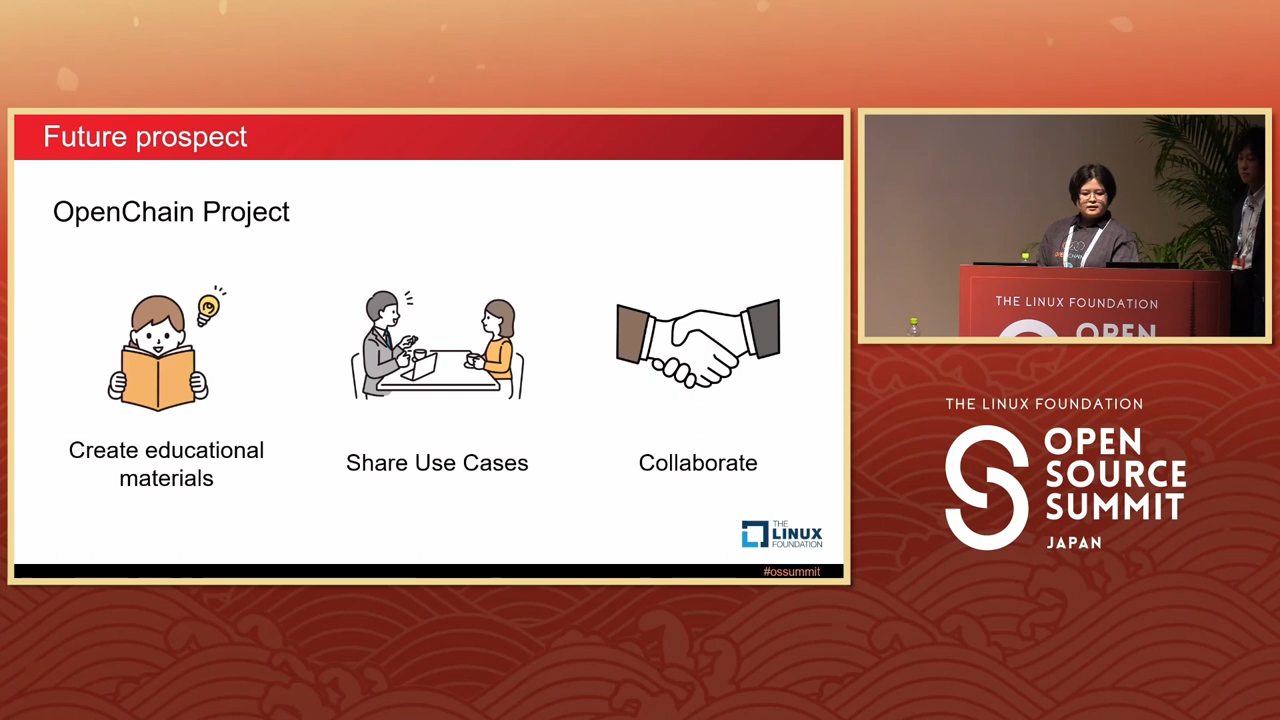 Future prospect
OpenChain Project
Create educational
materials
Share Use Cases
Collaborate
THE
LINUX
FOUNDATION
#ossummit
THE LINUX FOUNDATION
OPEN
THE LINUX FOUNDATION
OPEN
SOURCE
SUMMIT
JAPAN